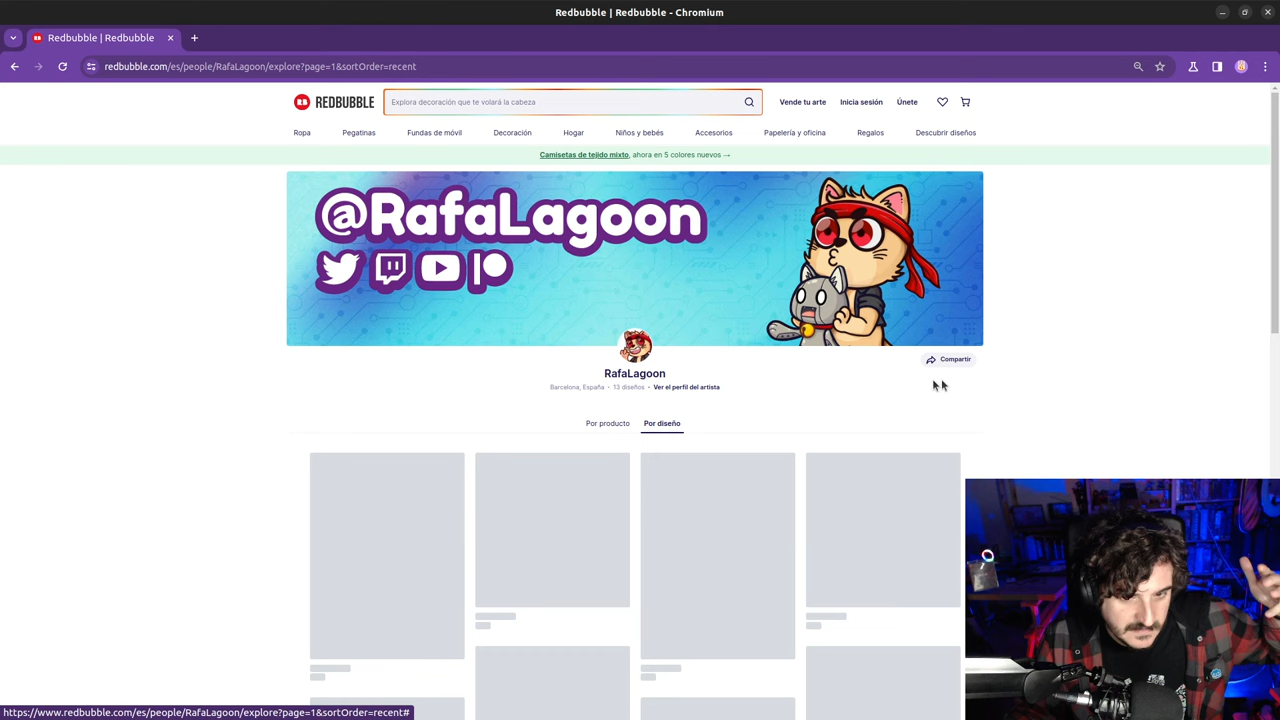 Redbubble | Redbubble - Chromium
Redbubble | Redbubble
redbubble.com/es/people/RafaLagoon/explore?page=1&sortOrder=recent
REDBUBBLE
Explora decoración que te volará la cabeza
Vende tu arte
Inicia sesión
Únete
Ropa
Pegatinas
Fundas de móvil
Decoración
Hogar
Niños y bebés
Accesorios
Papelería y oficina
Regalos
Descubrir diseños
Camisetas de tejido mixto, ahora en 5 colores nuevos →
@RafaLagoon
Compartir
RafaLagoon
Barcelona, España • 13 diseños • Ver el perfil del artista
Por producto
Por diseño
https://www.redbubble.com/es/people/RafaLagoon/explore?page=1&sortOrder=recent#